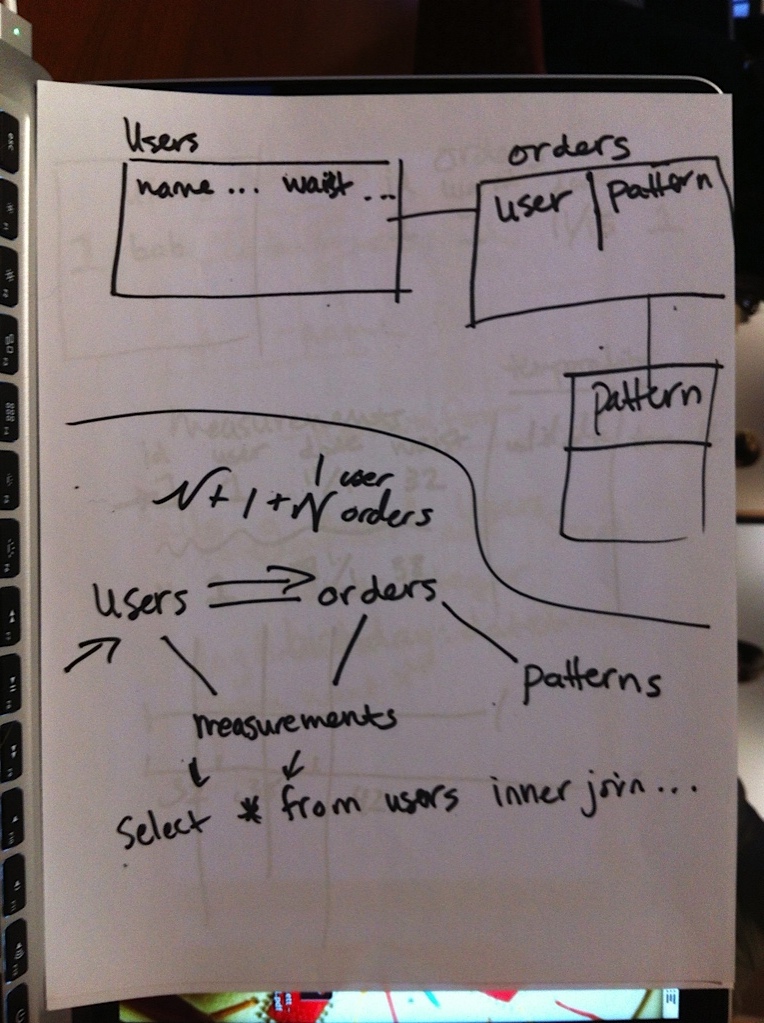 Users
name ... waist ...
orders
user pattern
pattern
N + 1 + N 1 user
orders
users orders
patterns
measurements
Select * from users inner join ...